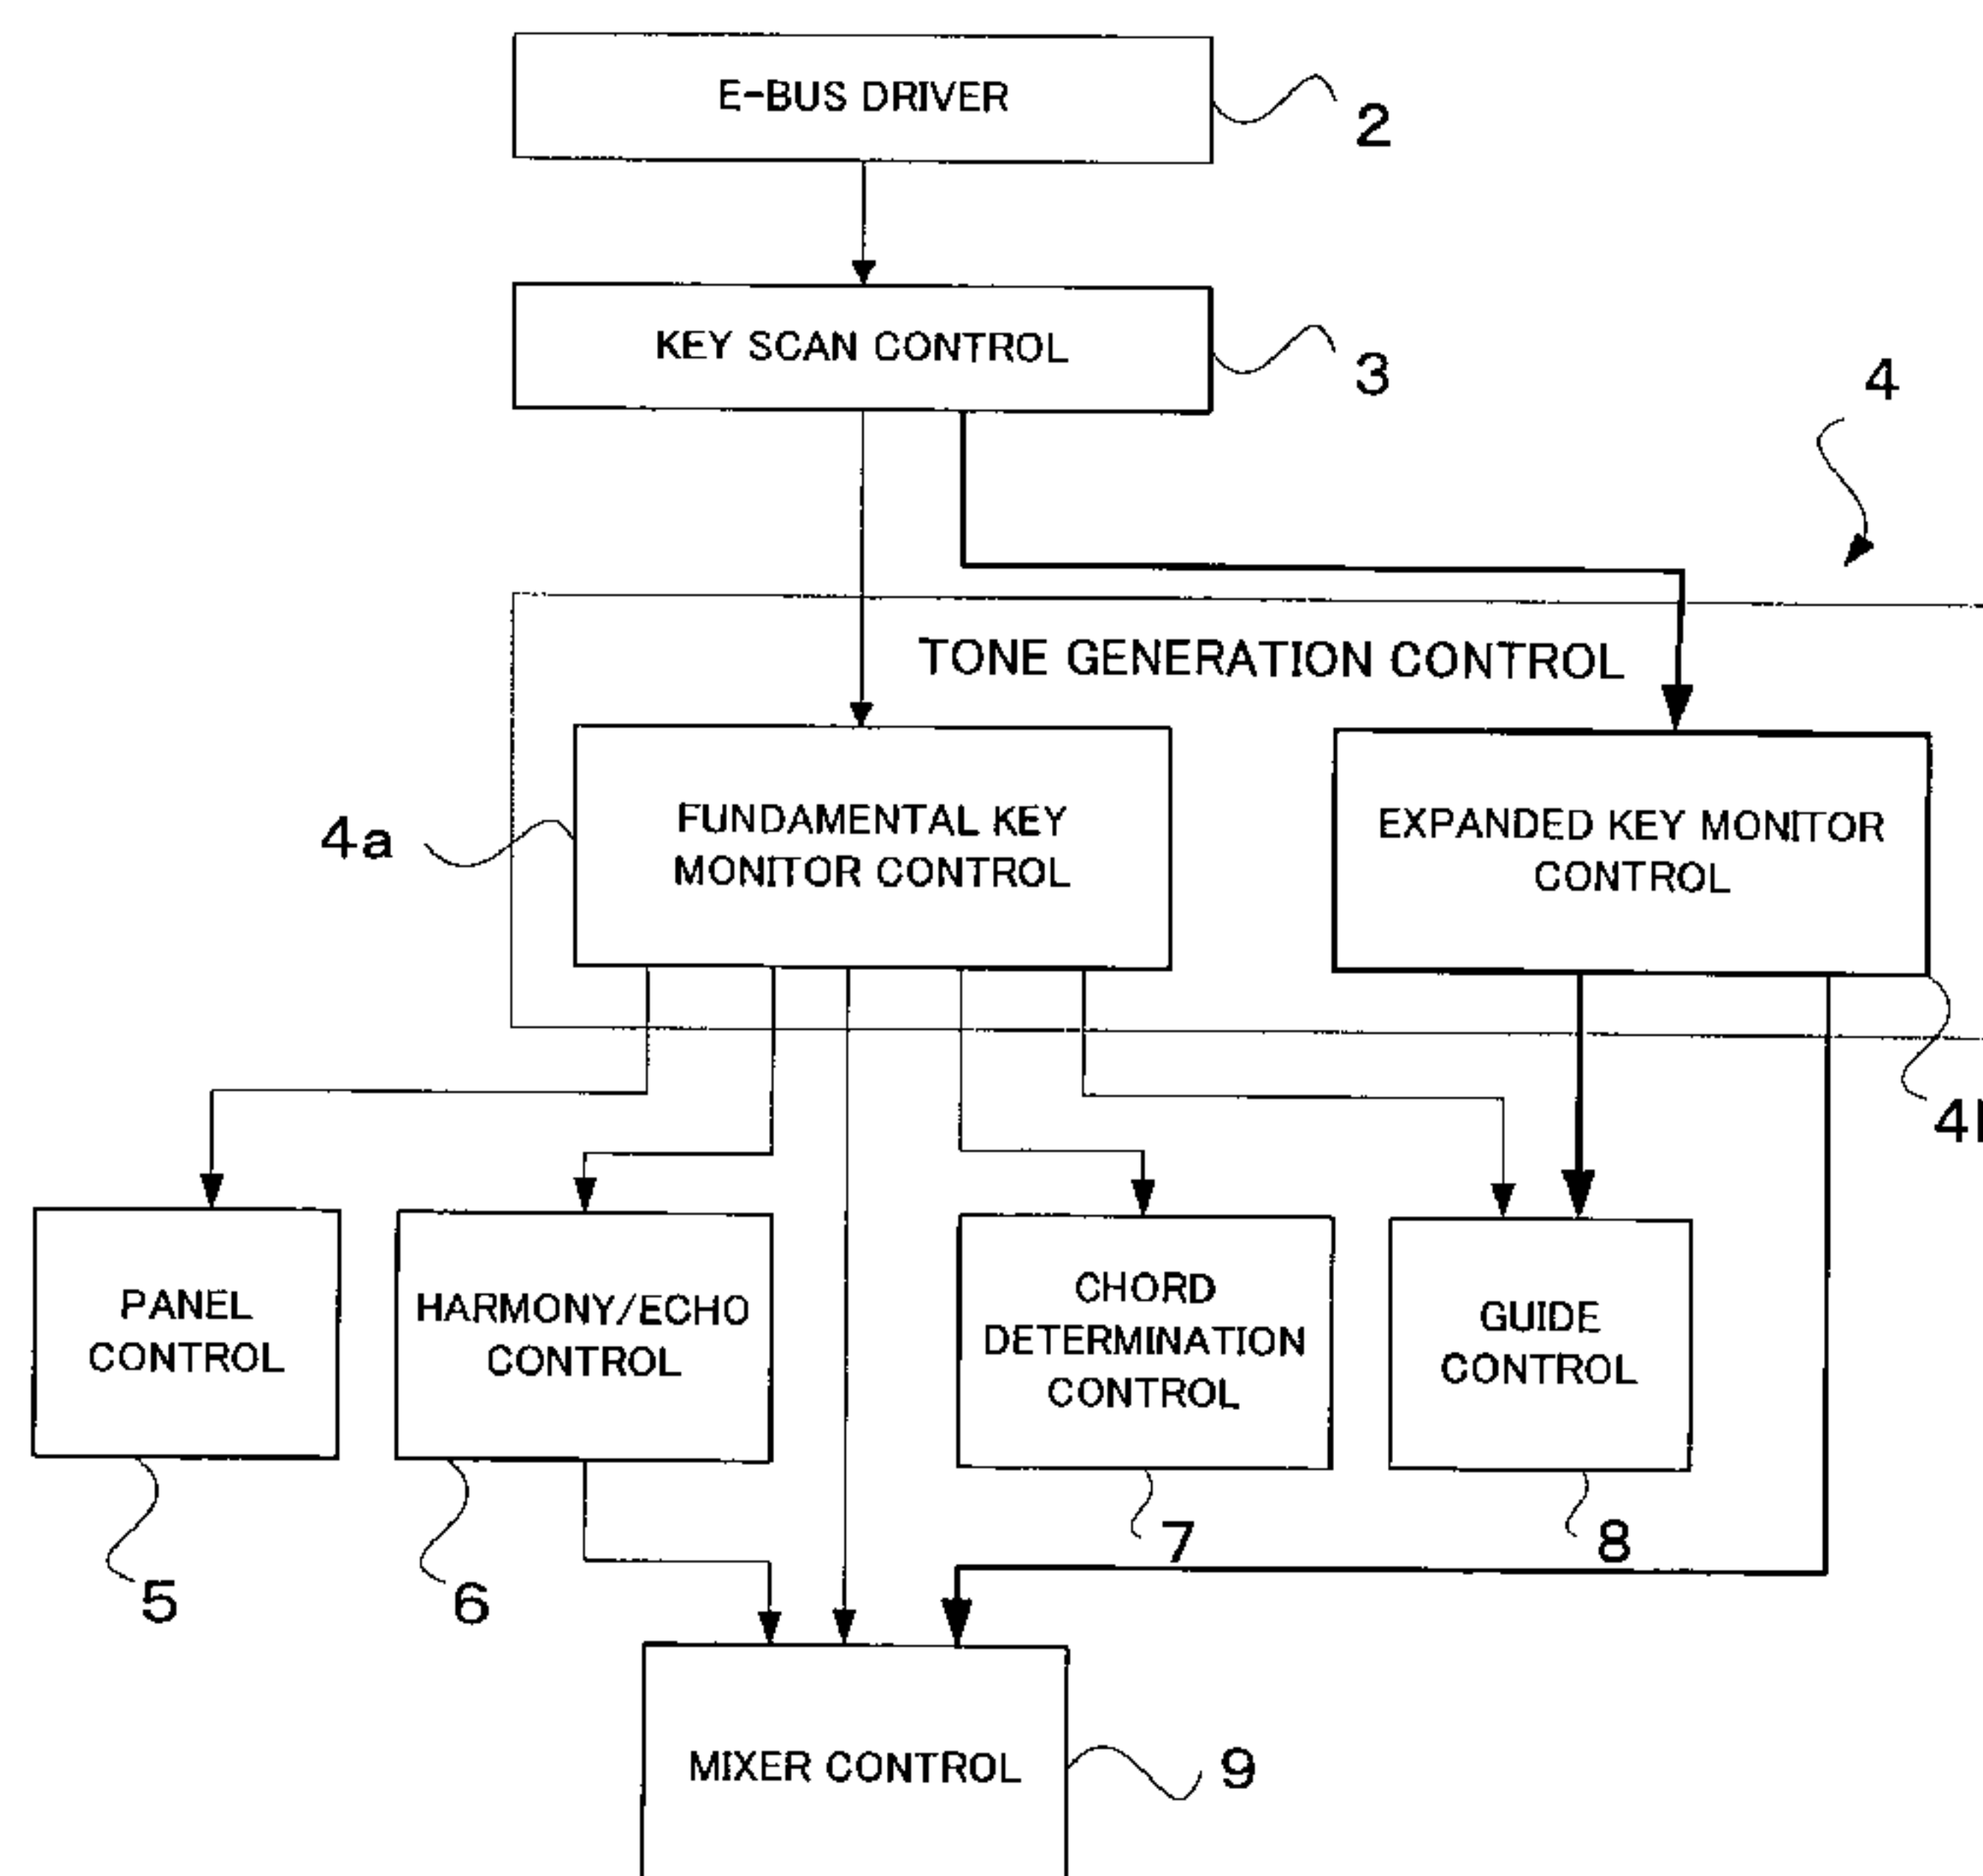 E-BUS DRIVER
2
KEY SCAN CONTROL
3
4
TONE GENERATION CONTROL
4a
FUNDAMENTAL KEY
MONITOR CONTROL
EXPANDED KEY MONITOR
CONTROL
PANEL
CONTROL
HARMONY/ECHO
CONTROL
CHORD
DETERMINATION
CONTROL
GUIDE
CONTROL
5
6
7
8
MIXER CONTROL
9